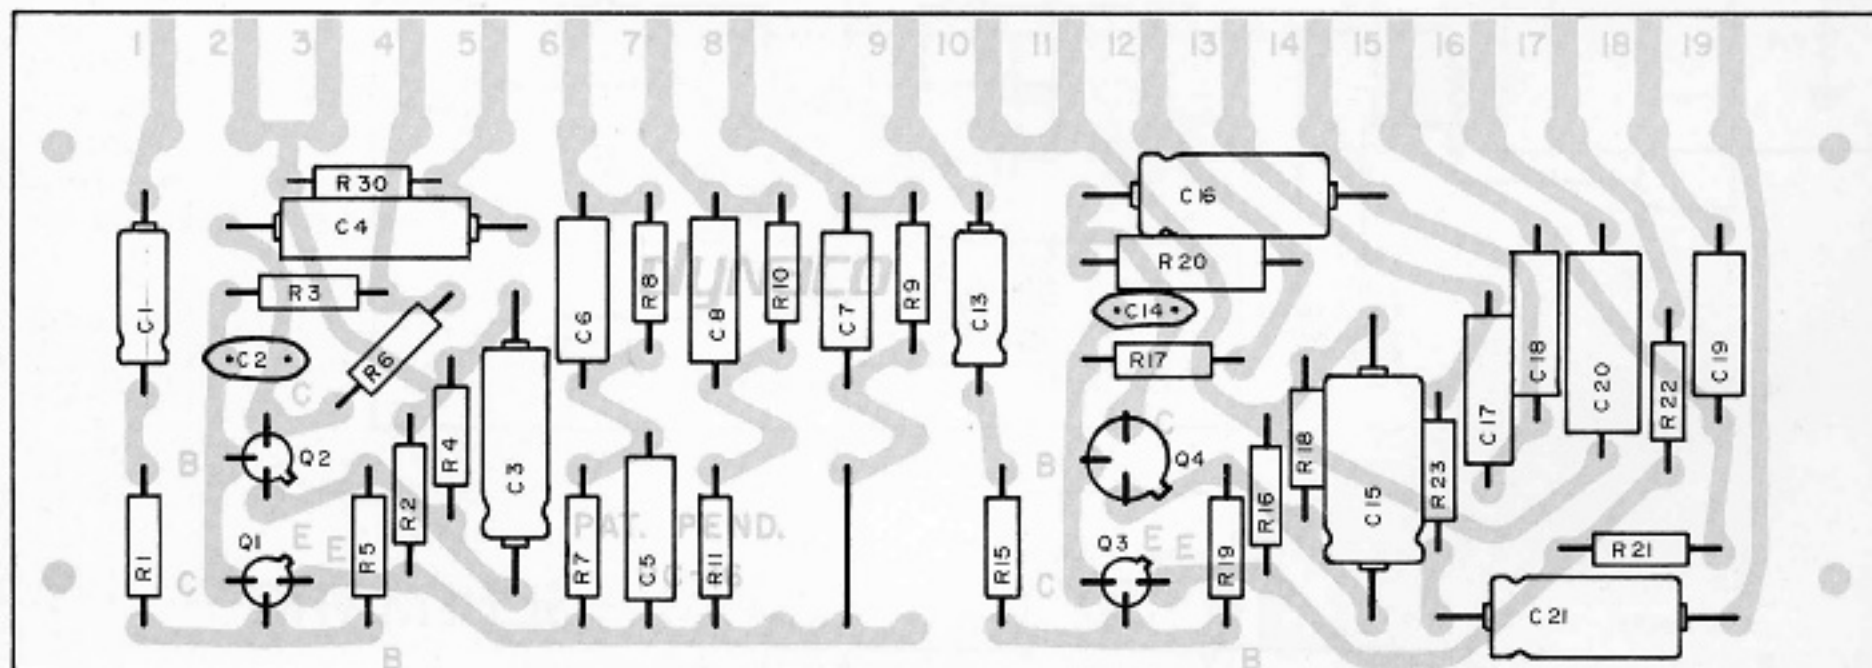 1 2 3 4 5 6 7 8 9 10 11 12 13 14 15 16 17 18 19
R30
C4
C16
R20
R3
C1
R8
R10
R9
C6
C8
C7
C13
DYNACO
C14
C2
R6
R17
C18
C20
R22
C19
C
C
R4
C3
B
Q2
B
Q4
R18
C17
R23
R2
R16
C15
PAT. PEND.
Q1
E
E
R5
R7
C5
R11
R15
Q3
E
E
R19
R21
R1
C
C
C21
B
B